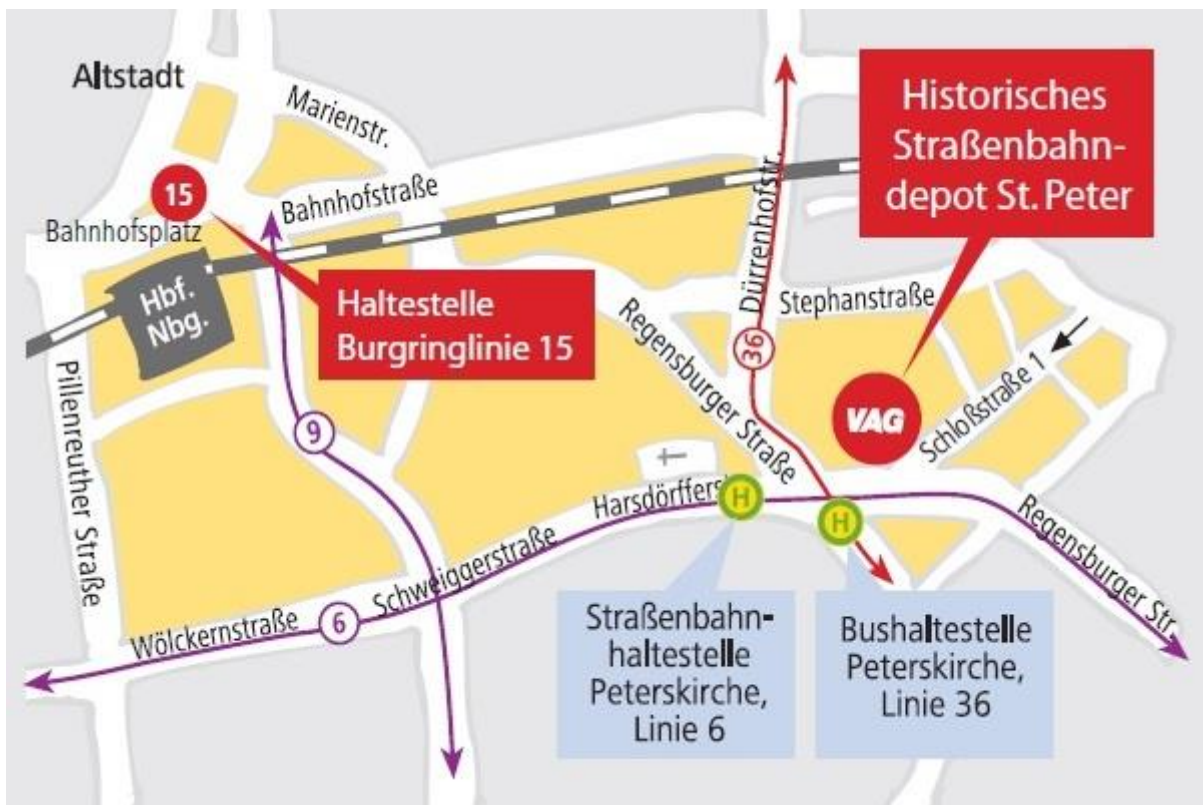 Altstadt
Marienstr.
15
Bahnhofsplatz
Bahnhofstraße
Hbf.
Nbg.
Haltestelle
Burgringlinie 15
Historisches
Straßenbahn-
depot St. Peter
Dürrenhofstr.
36
Stephanstraße
Schloßstraße 1
VAG
Regensburger Straße
Pillenreuther Straße
9
Harsdörfferst
H
H
Schweiggerstraße
6
Wölckernstraße
Regensburger Str.
Straßenbahn-
haltestelle
Peterskirche,
Linie 6
Bushaltestelle
Peterskirche,
Linie 36